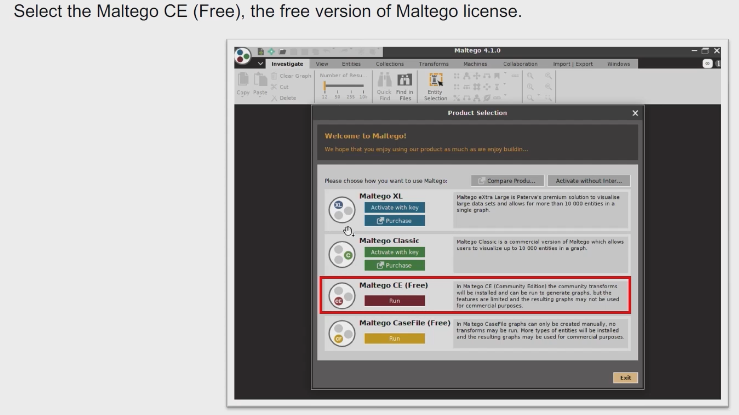 Select the Maltego CE (Free), the free version of Maltego license.
Maltego 4.1.0
Investigate View Entities Collections Transforms Machines Collaboration Import | Export Windows
Copy Paste
Clear Graph
Cut
Delete
Number of Resu
12 50 255 10k
Quick Find
Find in Files
Entity Selection
Product Selection
Welcome to Maltego!
We hope that you enjoy using our product as much as we enjoy buildin...
Please choose how you want to use Maltego:
Compare Produ...
Activate without Inter...
XL
Maltego XL
Activate with key
Purchase
Maltego eXtra Large is Paterva's premium solution to visualise
large data sets and allows for more than 10 000 entities in a
single graph.
C
Maltego Classic
Activate with key
Purchase
Maltego Classic is a commercial version of Maltego which allows
users to visualize up to 10 000 entities in a graph.
CE
Maltego CE (Free)
Run
In Maltego CE (Community Edition) the community transforms
will be installed and can be run to generate graphs, but the
features are limited and the resulting graphs may not be used
for commercial purposes.
CF
Maltego CaseFile (Free)
Run
In Maltego CaseFile graphs can only be created manually, no
transforms may be run. More types of entities will be installed
and the resulting graphs may be used for commercial purposes.
Exit